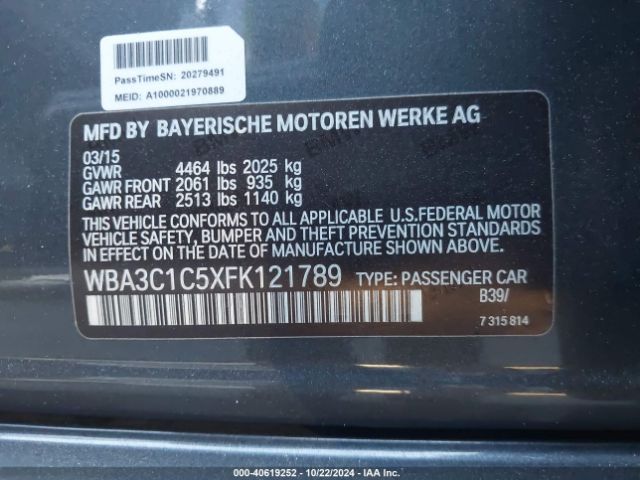 PassTimeSN: 20279491
MEID: A1000021970889
MFD BY BAYERISCHE MOTOREN WERKE AG
03/15
GVWR 4464 lbs 2025 kg
GAWR FRONT 2061 lbs 935 kg
GAWR REAR 2513 lbs 1140 kg
THIS VEHICLE CONFORMS TO ALL APPLICABLE U.S.FEDERAL MOTOR
VEHICLE SAFETY, BUMPER AND THEFT PREVENTION STANDARDS
IN EFFECT ON THE DATE OF MANUFACTURE SHOWN ABOVE.
WBA3C1C5XFK121789 TYPE: PASSENGER CAR
B39/
7 315 814
000-40619252 - 10/22/2024 - IAAI.COM